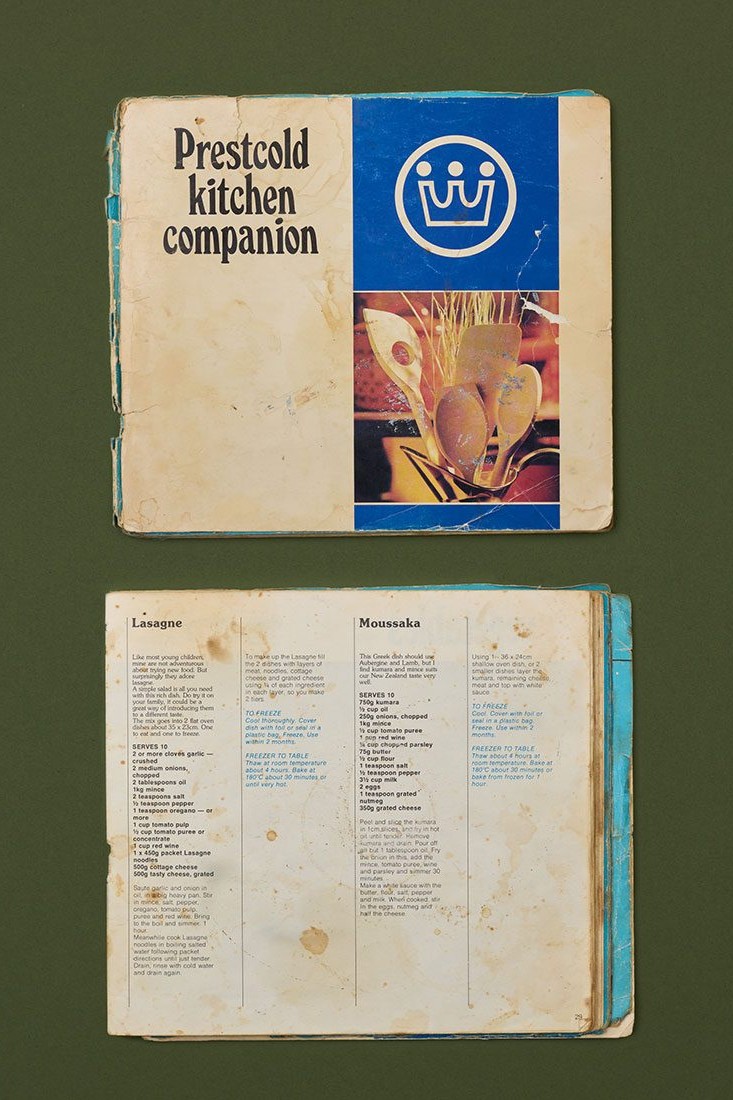 Prestcold
kitchen
companion
Lasagne
Like most young children,
mine are not adventurous
about trying new food. But
surprisingly they adore
lasagne.
A simple salad is all you need
with this rich dish. Do try it on
your family, it could be a
great way of introducing them
to a different taste.
The mix goes into 2 flat oven
dishes about 35 x 23cm. One
to eat and one to freeze.
SERVES 10
2 or more cloves garlic —
crushed
2 medium onions,
chopped
2 tablespoons oil
1kg mince
2 teaspoons salt
½ teaspoon pepper
1 teaspoon oregano — or
more
1 cup tomato pulp
½ cup tomato puree or
concentrate
1 cup red wine
1 x 450g packet Lasagne
noodles
500g cottage cheese
500g tasty cheese, grated
Saute garlic and onion in
oil, in a big heavy pan. Stir
in mince, salt, pepper,
oregano, tomato pulp,
puree and red wine. Bring
to the boil and simmer 1
hour.
Meanwhile cook Lasagne
noodles in boiling salted
water following packet
directions until just tender.
Drain, rinse with cold water
and drain again.
To make up the Lasagne fill
the 2 dishes with layers of
meat, noodles, cottage
cheese and grated cheese
using ¼ of each ingredient
in each layer, so you make
2 tiers.
TO FREEZE
Cool thoroughly. Cover
dish with foil or seal in a
plastic bag. Freeze. Use
within 2 months.
FREEZER TO TABLE
Thaw at room temperature
about 4 hours. Bake at
180°C about 30 minutes or
until very hot.
Moussaka
This Greek dish should use
Aubergine and Lamb, but I
find kumara and mince suits
our New Zealand taste very
well.
SERVES 10
750g kumara
½ cup oil
250g onions, chopped
1kg mince
½ cup tomato puree
1 cup red wine
¼ cup chopped parsley
75g butter
½ cup flour
1 teaspoon salt
½ teaspoon pepper
3½ cup milk
2 eggs
1 teaspoon grated
nutmeg
350g grated cheese
Peel and slice the kumara
in 1cm slices, and fry in hot
oil until tender. Remove
kumara and drain. Pour off
all but 1 tablespoon oil. Fry
the onion in this, add the
mince, tomato puree, wine
and parsley and simmer 30
minutes.
Make a white sauce with the
butter, flour, salt, pepper
and milk. When cooked, stir
in the eggs, nutmeg and
half the cheese.
Using 36 x 24cm
shallow oven dish, or 2
smaller dishes layer the
kumara, remaining cheese,
meat and top with white
sauce.
TO FREEZE
Cool. Cover with foil or
seal in a plastic bag.
Freeze. Use within 2
months.
FREEZER TO TABLE
Thaw about 4 hours at
room temperature. Bake at
180°C about 30 minutes or
bake from frozen for 1
hour.
29